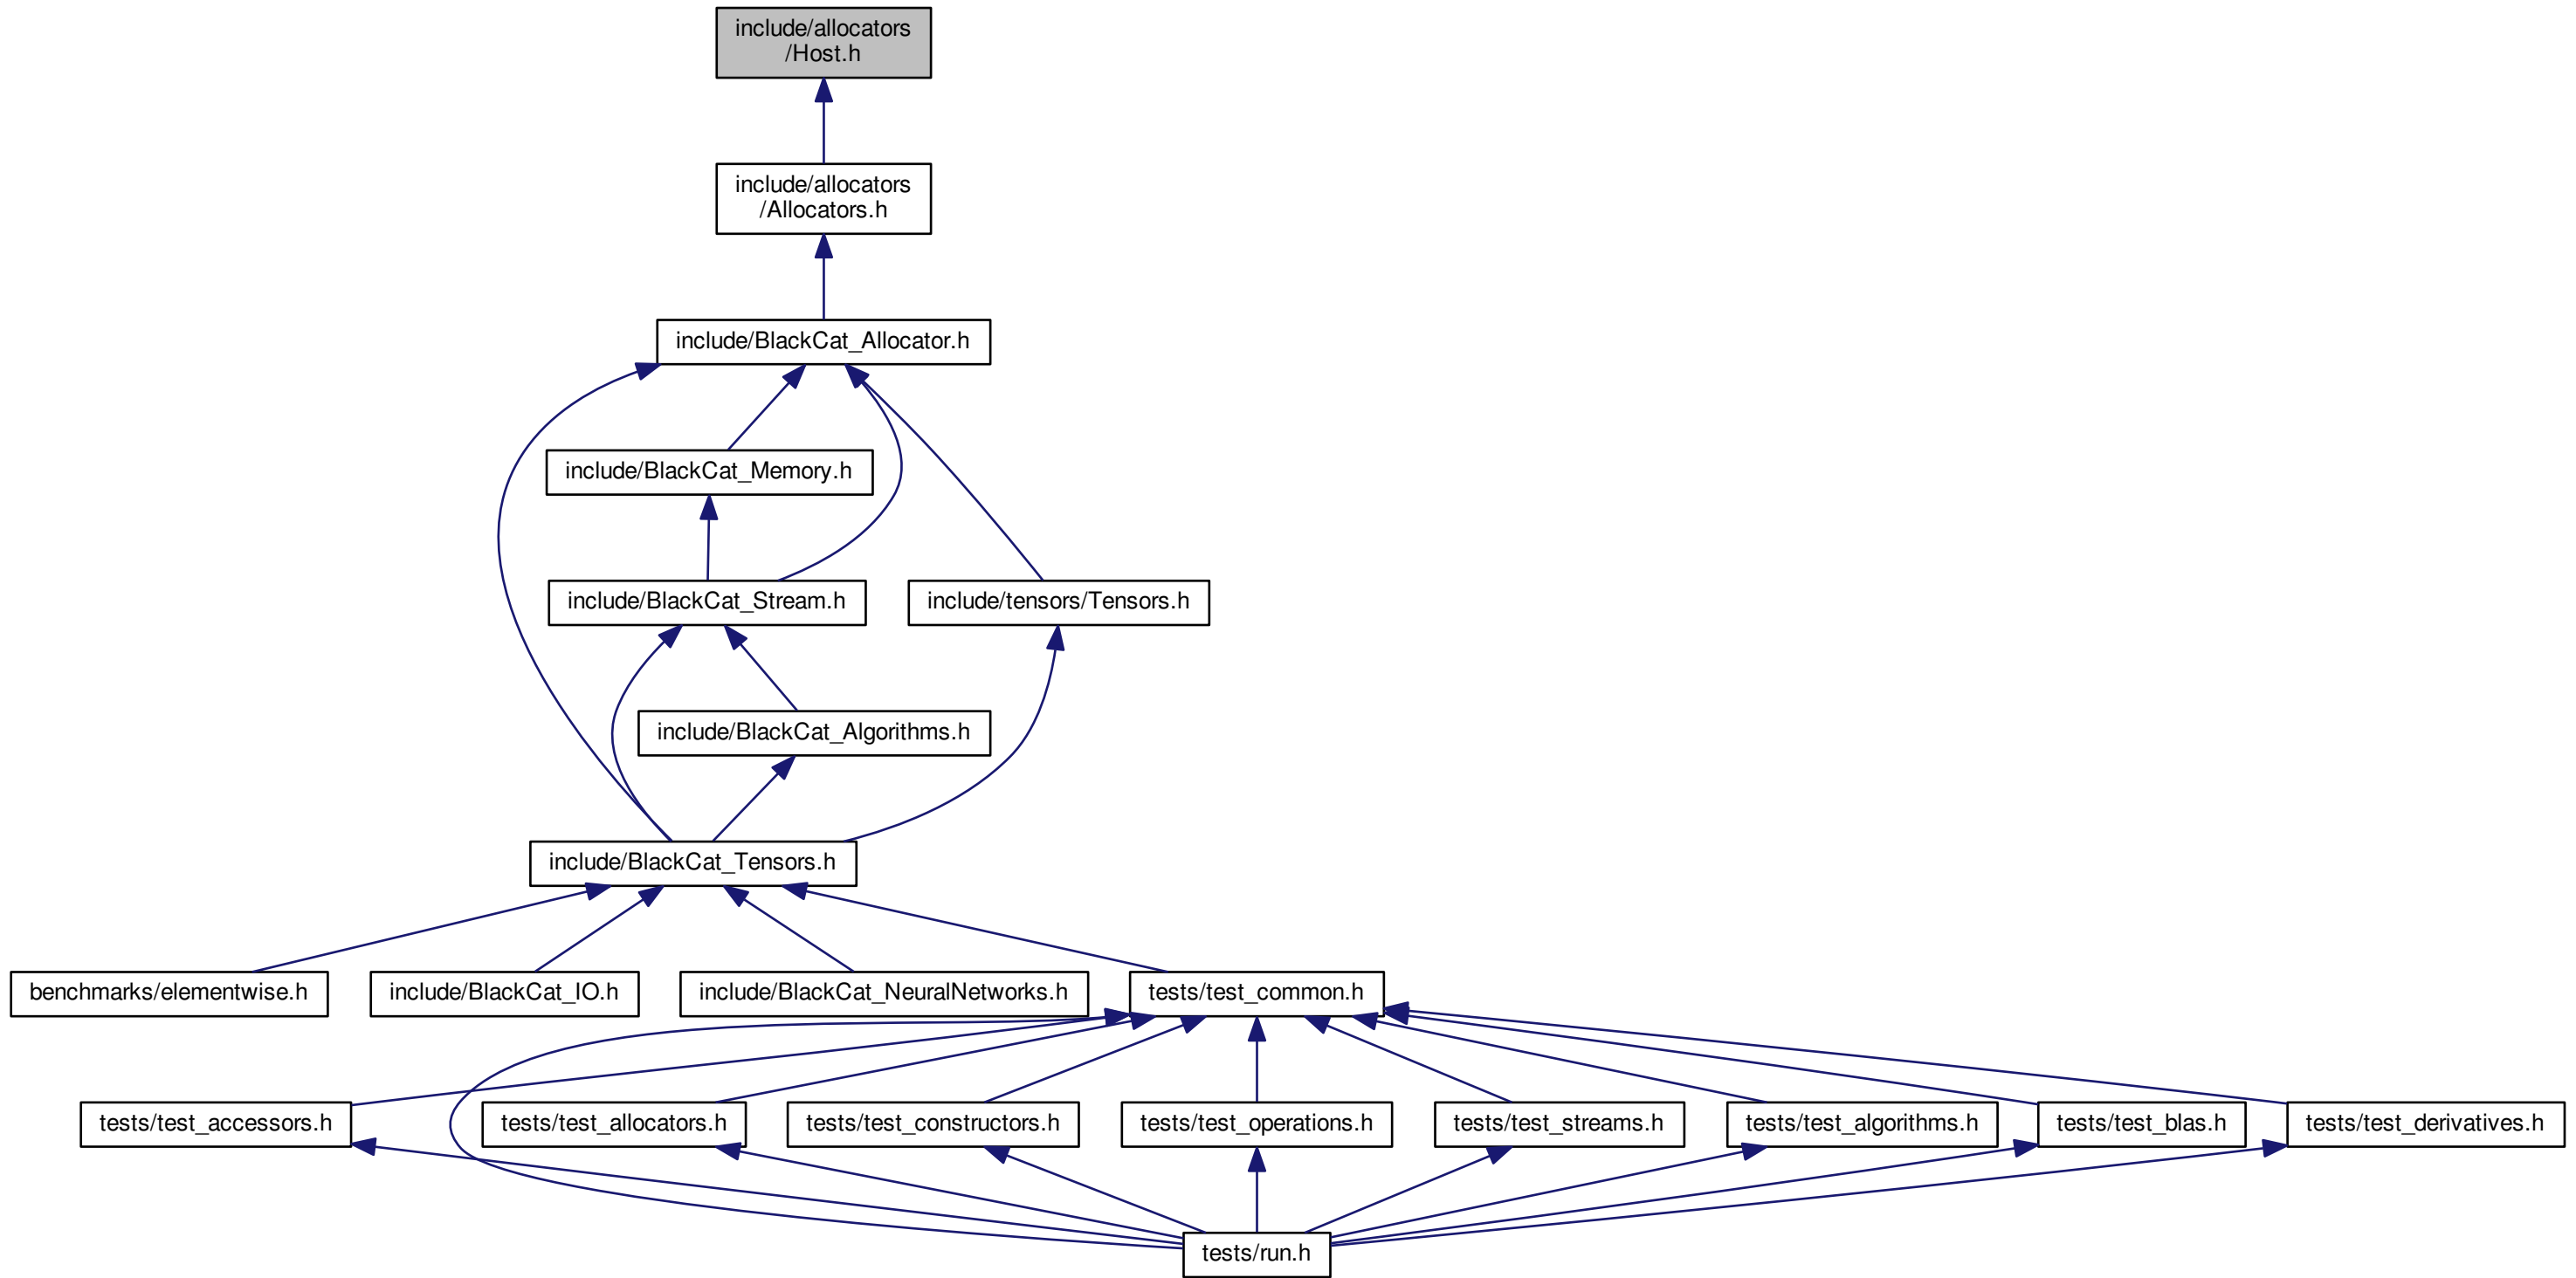 include/allocators
/Host.h
include/allocators
/Allocators.h
include/BlackCat_Allocator.h
include/BlackCat_Memory.h
include/BlackCat_Stream.h
include/tensors/Tensors.h
include/BlackCat_Algorithms.h
include/BlackCat_Tensors.h
benchmarks/elementwise.h
include/BlackCat_IO.h
include/BlackCat_NeuralNetworks.h
tests/test_common.h
tests/test_accessors.h
tests/test_allocators.h
tests/test_constructors.h
tests/test_operations.h
tests/test_streams.h
tests/test_algorithms.h
tests/test_blas.h
tests/test_derivatives.h
tests/run.h